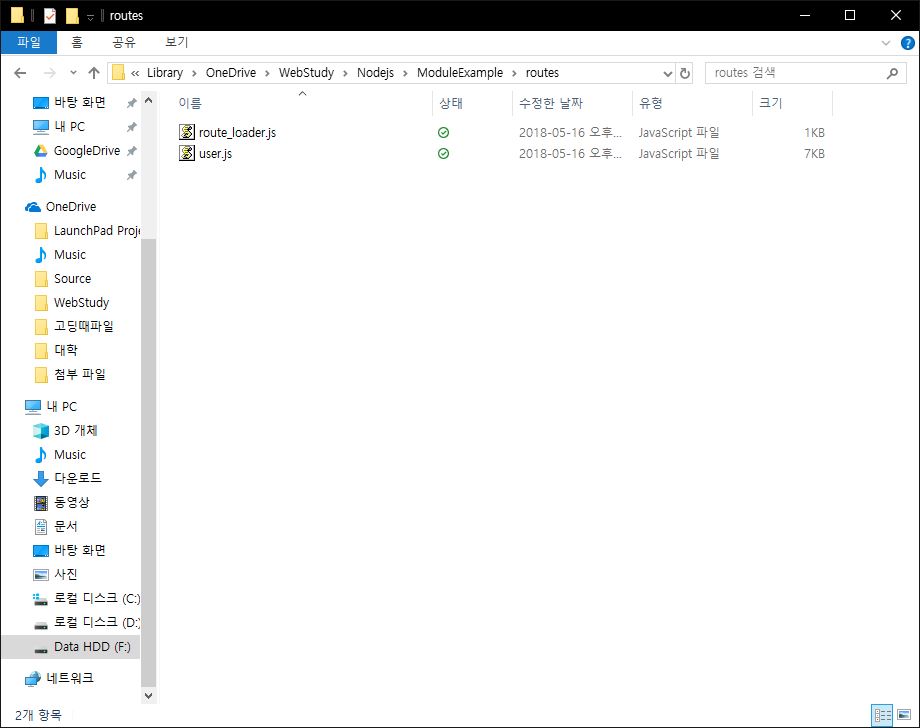 routes
파일 홈 공유 보기
« Library › OneDrive › WebStudy › Nodejs › ModuleExample › routes
routes 검색
바탕 화면
내 PC
GoogleDrive
Music
OneDrive
LaunchPad Proj
Music
Source
WebStudy
고딩때파일
대학
첨부 파일
내 PC
3D 개체
Music
다운로드
동영상
문서
바탕 화면
사진
로컬 디스크 (C:)
로컬 디스크 (D:)
Data HDD (F:)
네트워크
이름 상태 수정한 날짜 유형 크기
route_loader.js 2018-05-16 오후... JavaScript 파일 1KB
user.js 2018-05-16 오후... JavaScript 파일 7KB
2개 항목